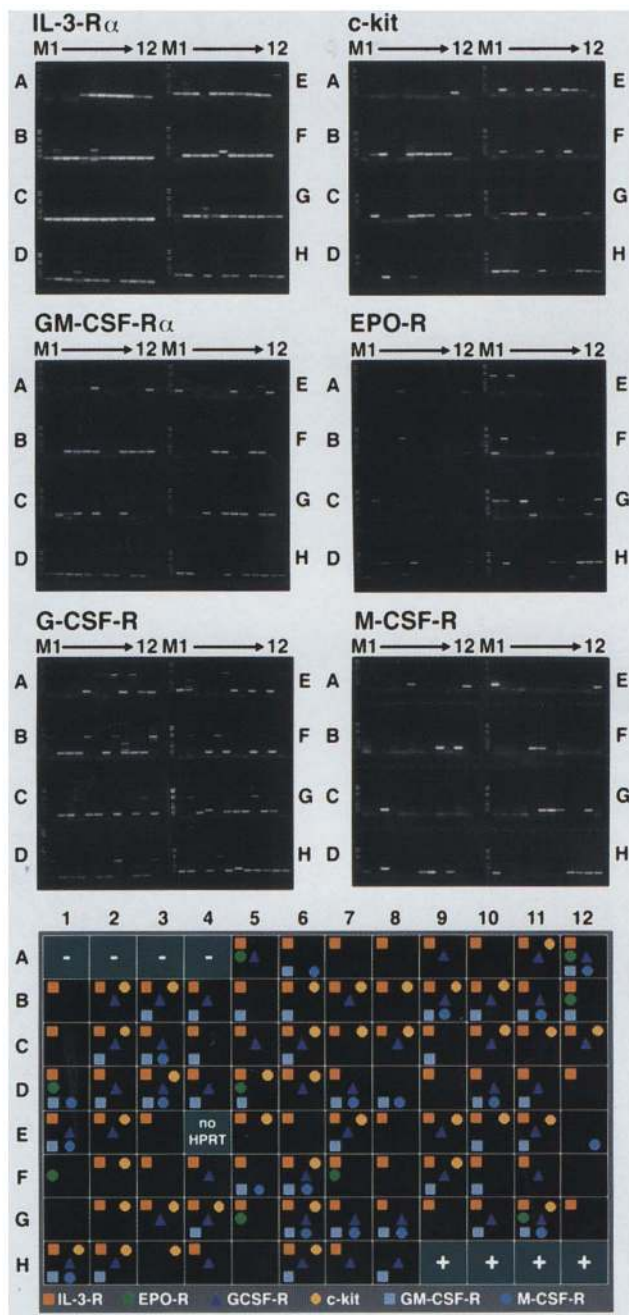 IL-3-Rα c-kit
M1 12 M1 12 M1 12 M1 12
A E A E
B F B F
C G C G
D H D H
GM-CSF-Rα EPO-R
M1 12 M1 12 M1 12 M1 12
A E A E
B F B F
C G C G
D H D H
G-CSF-R M-CSF-R
M1 12 M1 12 M1 12 M1 12
A E A E
B F B F
C G C G
D H D H
1 2 3 4 5 6 7 8 9 10 11 12
A - - - -
B
C
D
E no HPRT
F
G
H + + + +
IL-3-R EPO-R GCSF-R c-kit GM-CSF-R M-CSF-R